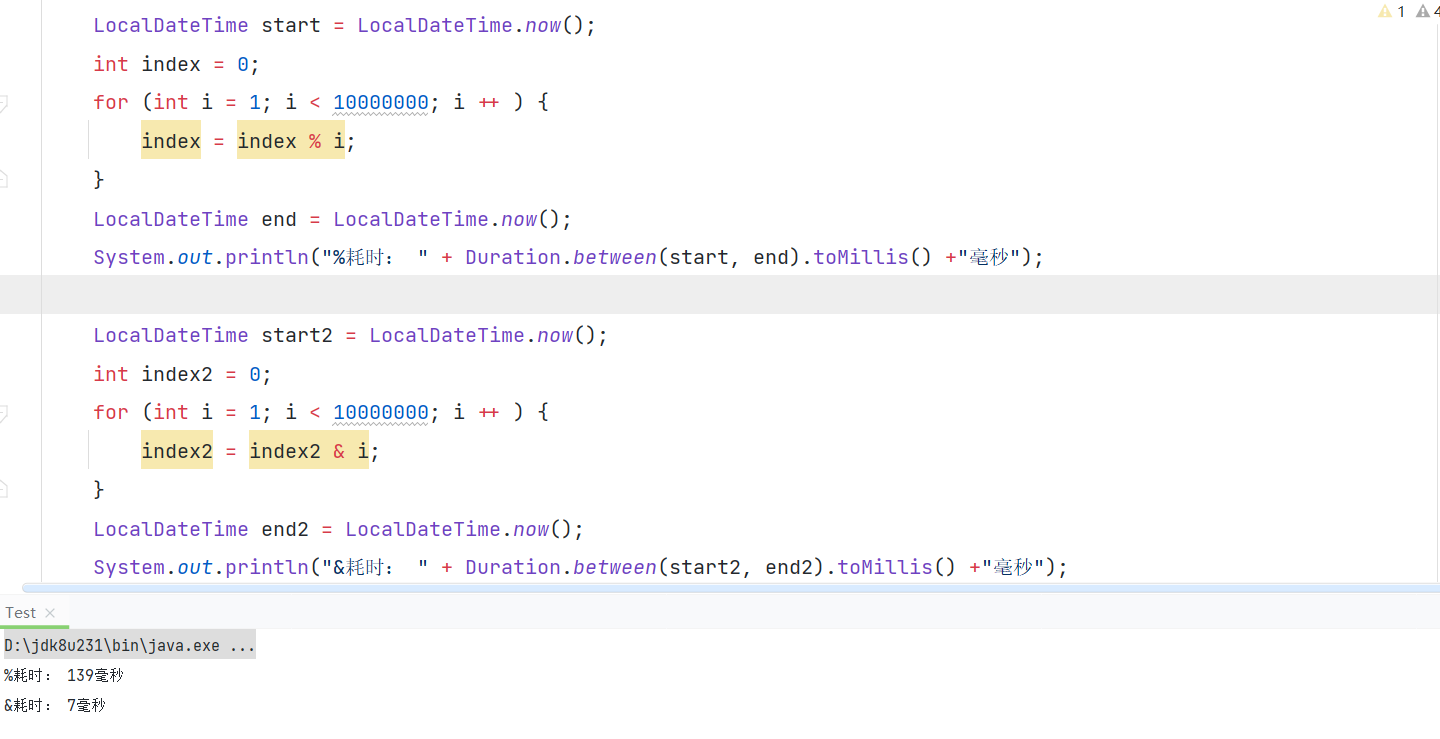 1 4
LocalDateTime start = LocalDateTime.now();
int index = 0;
for (int i = 1; i < 10000000; i ++ ) {
index = index % i;
}
LocalDateTime end = LocalDateTime.now();
System.out.println("%耗时： " + Duration.between(start, end).toMillis() +"毫秒");
LocalDateTime start2 = LocalDateTime.now();
int index2 = 0;
for (int i = 1; i < 10000000; i ++ ) {
index2 = index2 & i;
}
LocalDateTime end2 = LocalDateTime.now();
System.out.println("&耗时： " + Duration.between(start2, end2).toMillis() +"毫秒");
Test
D:\jdk8u231\bin\java.exe ...
%耗时： 139毫秒
&耗时： 7毫秒